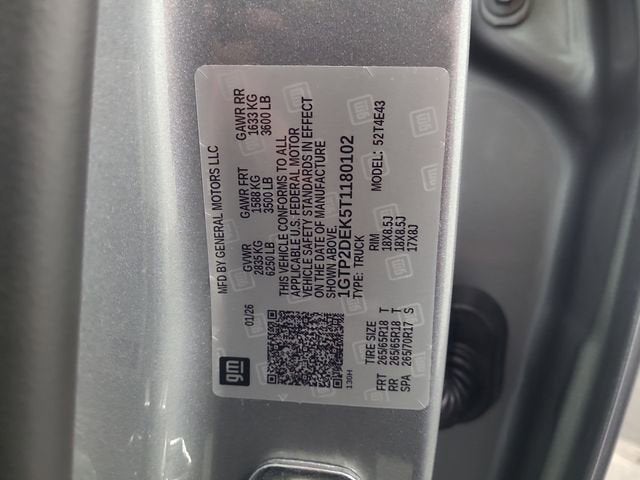 MFD BY GENERAL MOTORS LLC
01/26
GVWR GAWR FRT GAWR RR
2835 KG 1588 KG 1633 KG
6250 LB 3500 LB 3600 LB
THIS VEHICLE CONFORMS TO ALL
APPLICABLE U.S. FEDERAL MOTOR
VEHICLE SAFETY STANDARDS IN EFFECT
ON THE DATE OF MANUFACTURE
SHOWN ABOVE.
1GTP2DEK5T1180102
TYPE: TRUCK MODEL: 52T4E43
gm
130H
TIRE SIZE RIM
FRT 265/65R18 T 18X8.5J
RR 265/65R18 T 18X8.5J
SPA 265/70R17 S 17X8J